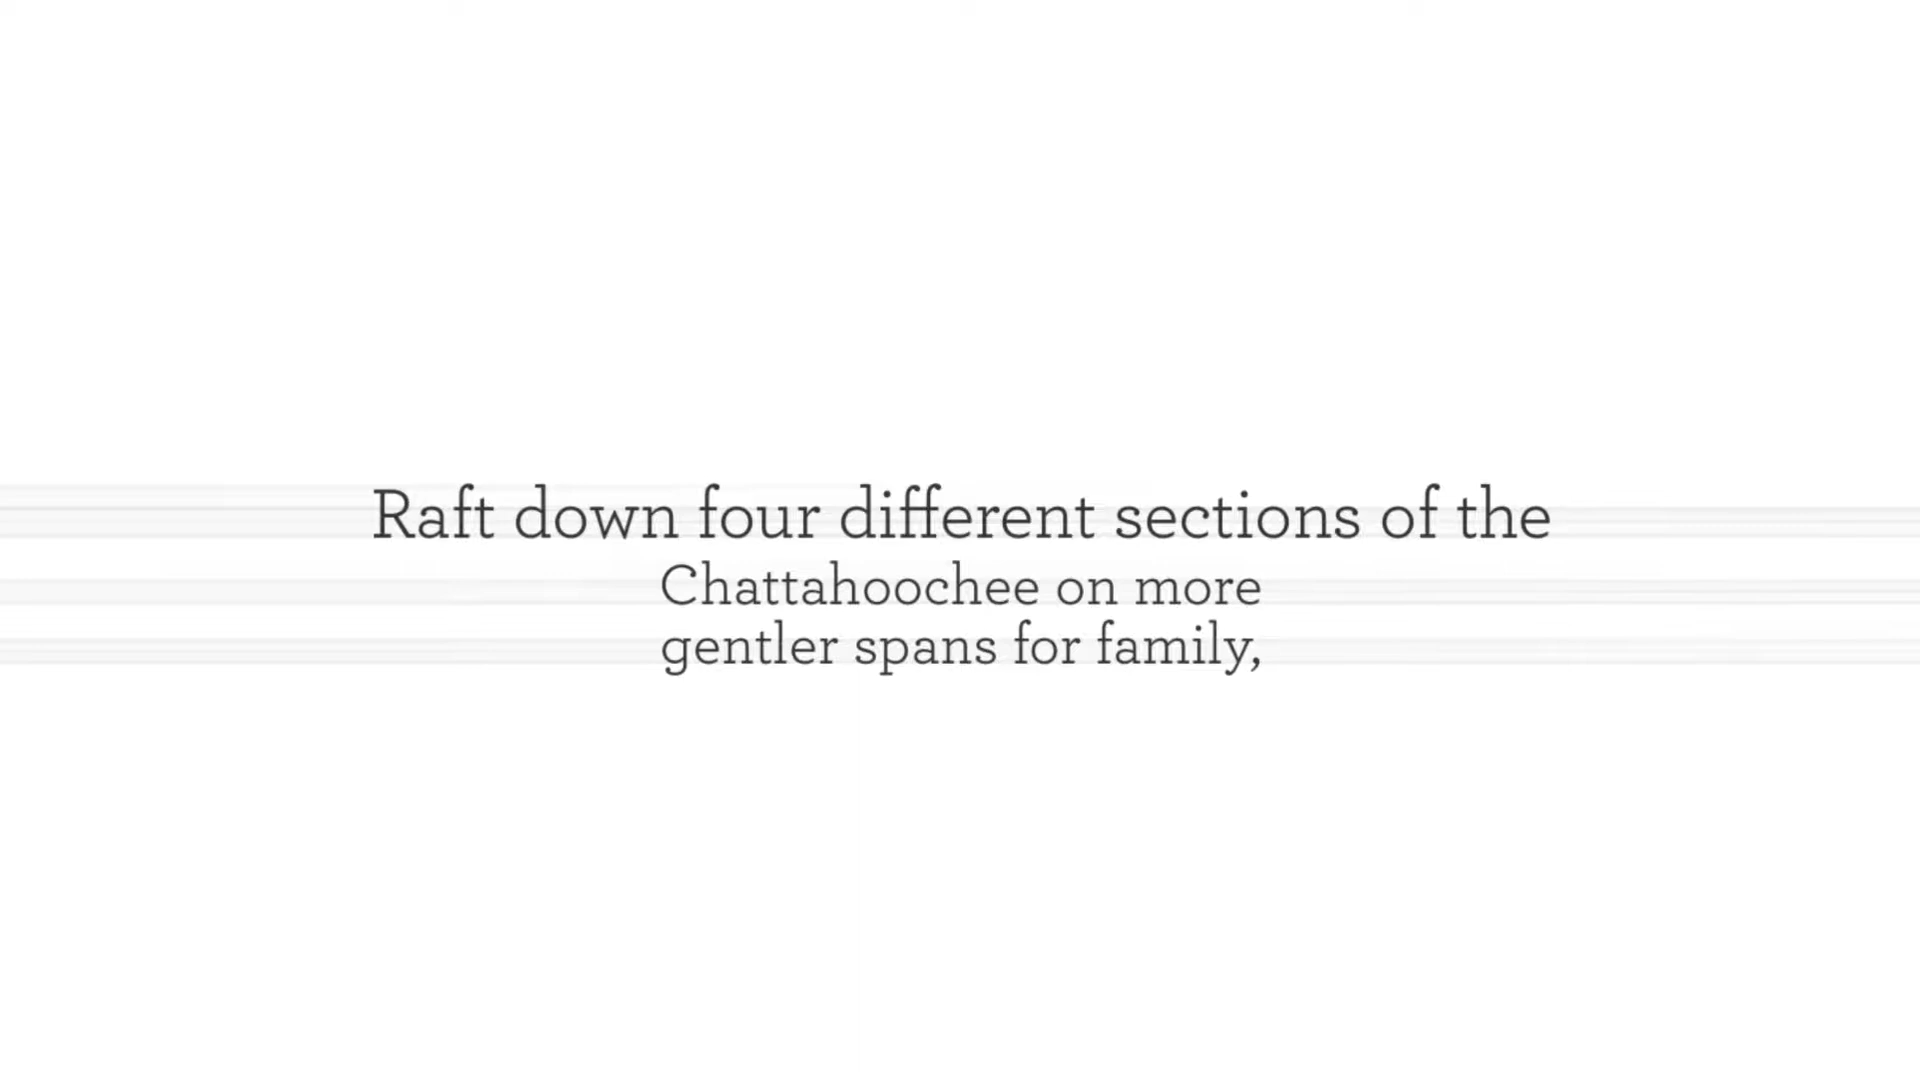 Raft down four different sections of the
Chattahoochee on more
gentler spans for family,